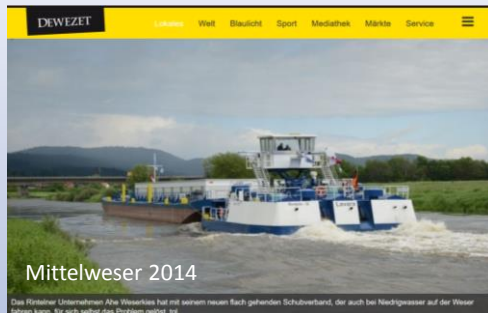 DEWEZET
Lokales Welt Blaulicht Sport Mediathek Märkte Service
Mittelweser 2014
Das Rintelner Unternehmen Ahe Weserkies hat mit seinem neuen flach gehenden Schubverband, der auch bei Niedrigwasser auf der Weser
fahren kann, für sich selbst das Problem gelöst. tol